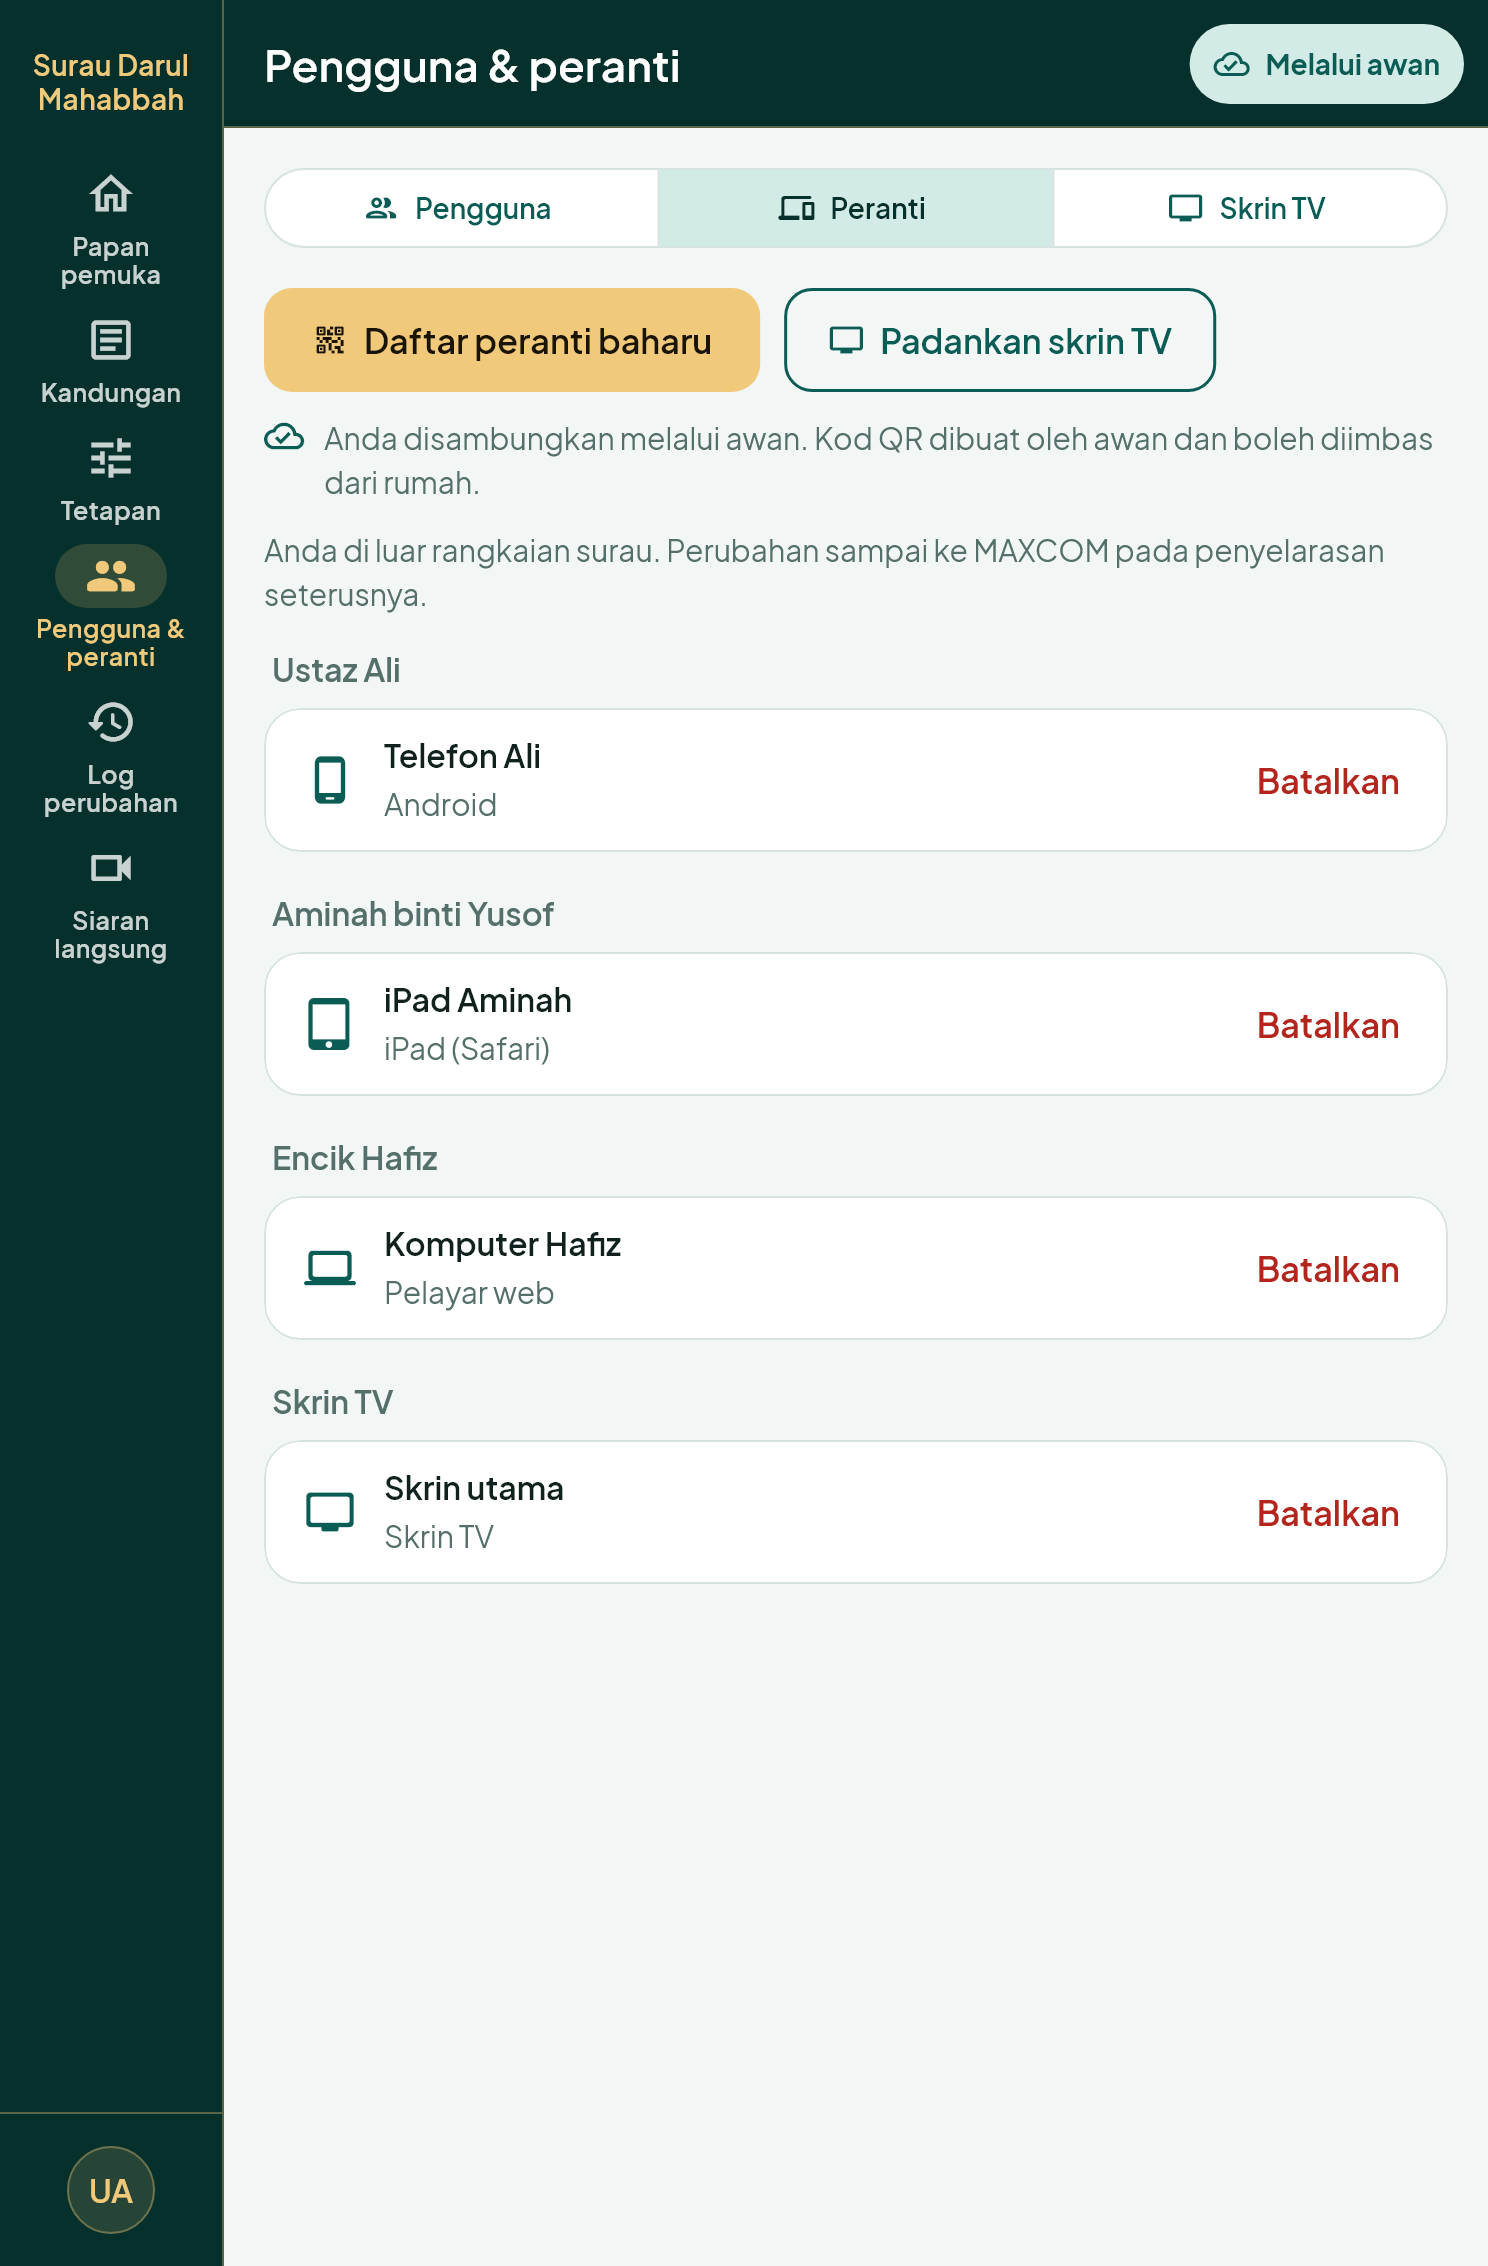 Surau Darul
Mahabbah
Papan
pemuka
Kandungan
Tetapan
Pengguna &
peranti
Log
perubahan
Siaran
langsung
UA
Pengguna & peranti
Melalui awan
Pengguna
Peranti
Skrin TV
Daftar peranti baharu
Padankan skrin TV
Anda disambungkan melalui awan. Kod QR dibuat oleh awan dan boleh diimbas
dari rumah.
Anda di luar rangkaian surau. Perubahan sampai ke MAXCOM pada penyelarasan
seterusnya.
Ustaz Ali
Telefon Ali
Android
Batalkan
Aminah binti Yusof
iPad Aminah
iPad (Safari)
Batalkan
Encik Hafiz
Komputer Hafiz
Pelayar web
Batalkan
Skrin TV
Skrin utama
Skrin TV
Batalkan